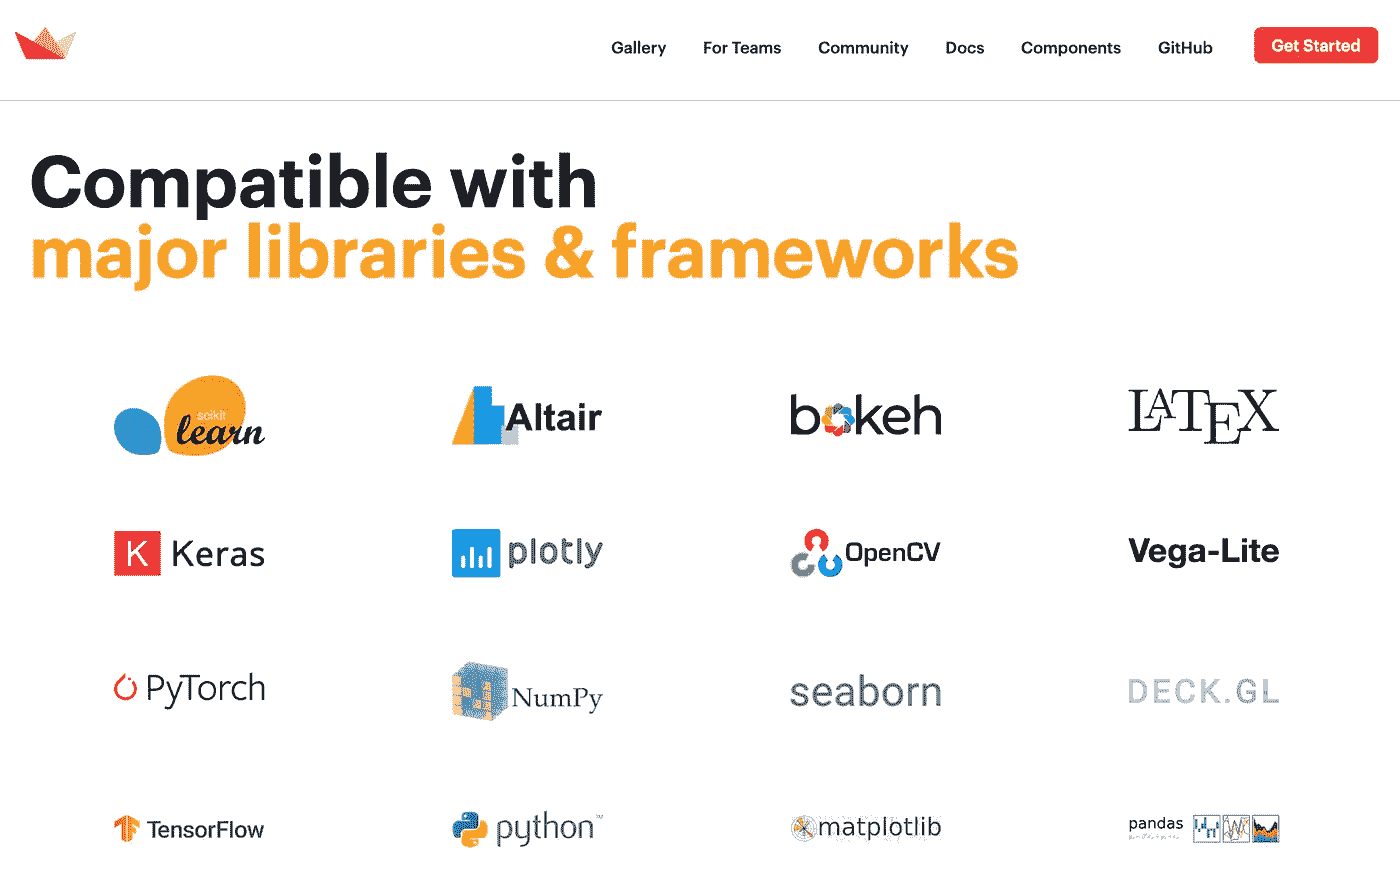 Gallery For Teams Community Docs Components GitHub Get Started
Compatible with
major libraries & frameworks
scikit
learn
Altair
bokeh
LATEX
K Keras
plotly
OpenCV
Vega-Lite
PyTorch
NumPy
seaborn
DECK.GL
TensorFlow
python™
matplotlib
pandas